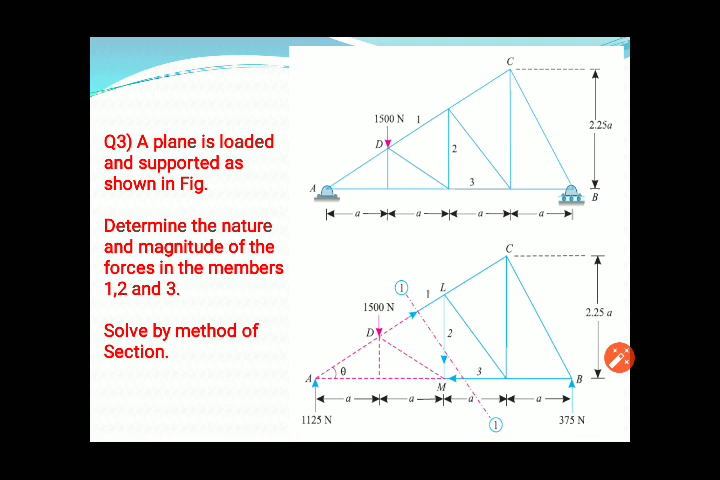 Q3) A plane is loaded
and supported as
shown in Fig.
Determine the nature
and magnitude of the
forces in the members
1,2 and 3.
Solve by method of
Section.
C
1500 N 1
D
2
2.25a
3
A
B
a a a a
C
1
1 L
1500 N
D
2
2.25 a
θ
3
A
M
B
a a a a
1125 N
1
375 N